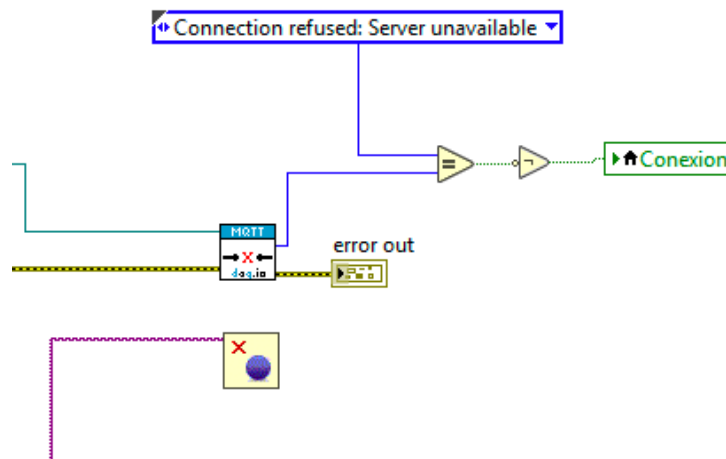 Connection refused: Server unavailable
=
¬
Conexion
MQTT
daq.io
error out